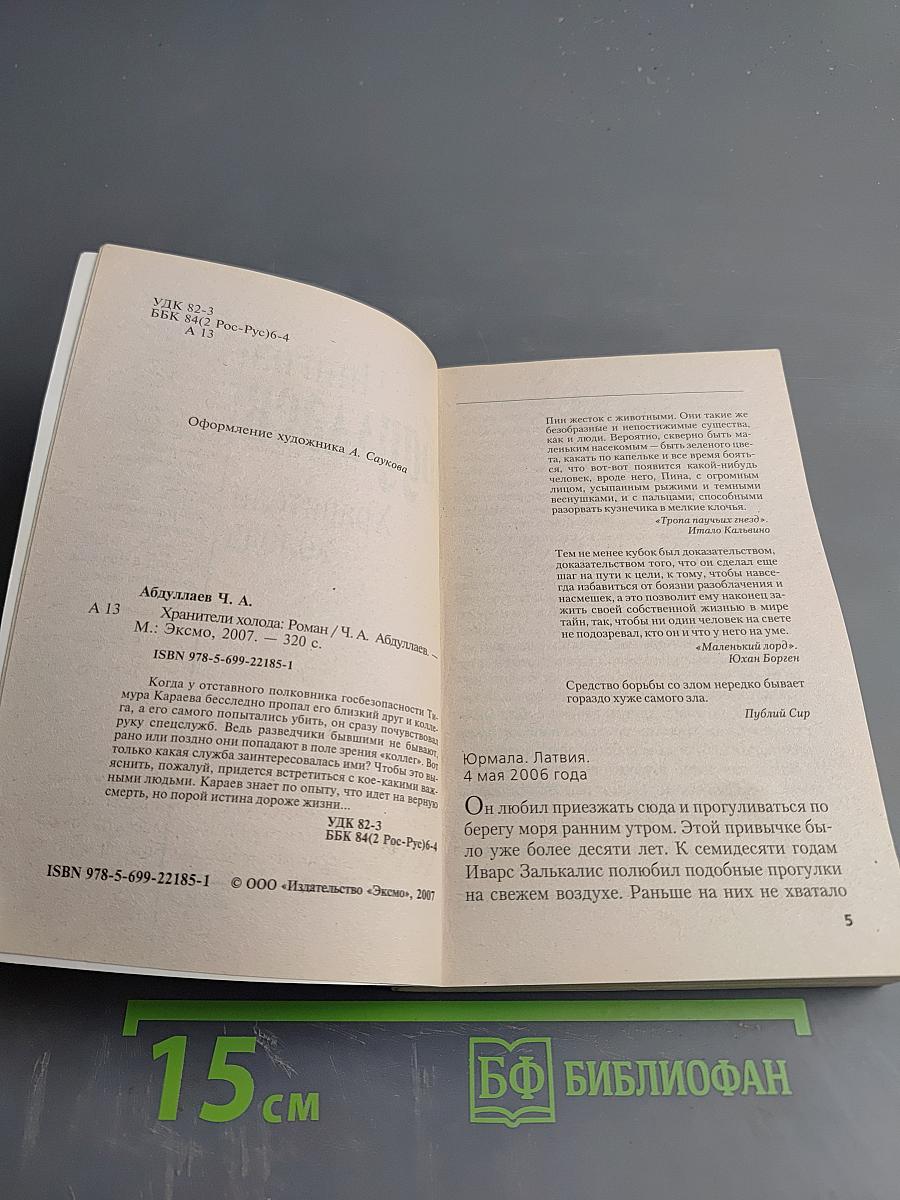 УДК 82-3
ББК 84(2 Рос-Рус)6-4
А 13
Оформление художника А. Саукова
Абдуллаев Ч. А.
А 13 Хранители холода: Роман / Ч. А. Абдуллаев. –
М.: Эксмо, 2007. — 320 с.
ISBN 978-5-699-22185-1
Когда у отставного полковника госбезопасности Ти-
мура Караева бесследно пропал его близкий друг и колле-
га, а его самого попытались убить, он сразу почувствовал
руку спецслужб. Ведь разведчики бывшими не бывают,
рано или поздно они попадают в поле зрения «коллег». Вот
только какая служба заинтересовалась ими? Чтобы это вы-
яснить, пожалуй, придется встретиться с кое-какими важ-
ными людьми. Караев знает по опыту, что идет на верную
смерть, но порой истина дороже жизни...
УДК 82-3
ББК 84(2 Рос-Рус)6-4
ISBN 978-5-699-22185-1 © ООО «Издательство «Эксмо», 2007
Пин жесток с животными. Они такие же
безобразные и непостижимые существа,
как и люди. Вероятно, скверно быть ма-
леньким насекомым — быть зеленого цве-
та, какать по капельке и все время боять-
ся, что вот-вот появится какой-нибудь
человек, вроде него, Пина, с огромным
лицом, усыпанным рыжими и темными
веснушками, и с пальцами, способными
разорвать кузнечика в мелкие клочья.
«Тропа паучьих гнезд».
Итало Кальвино
Тем не менее кубок был доказательством,
доказательством того, что он сделал еще
шаг на пути к цели, к тому, чтобы навсе-
гда избавиться от боязни разоблачения и
насмешек, а это позволит ему наконец за-
жить своей собственной жизнью в мире
тайн, так, чтобы ни один человек на свете
не подозревал, кто он и что у него на уме.
«Маленький лорд».
Юхан Борген
Средство борьбы со злом нередко бывает
гораздо хуже самого зла.
Публий Сир
Юрмала. Латвия.
4 мая 2006 года
Он любил приезжать сюда и прогуливаться по
берегу моря ранним утром. Этой привычке бы-
ло уже более десяти лет. К семидесяти годам
Иварс Залькалис полюбил подобные прогулки
на свежем воздухе. Раньше на них не хватало
5
15 см
БФ БИБЛИОФАН